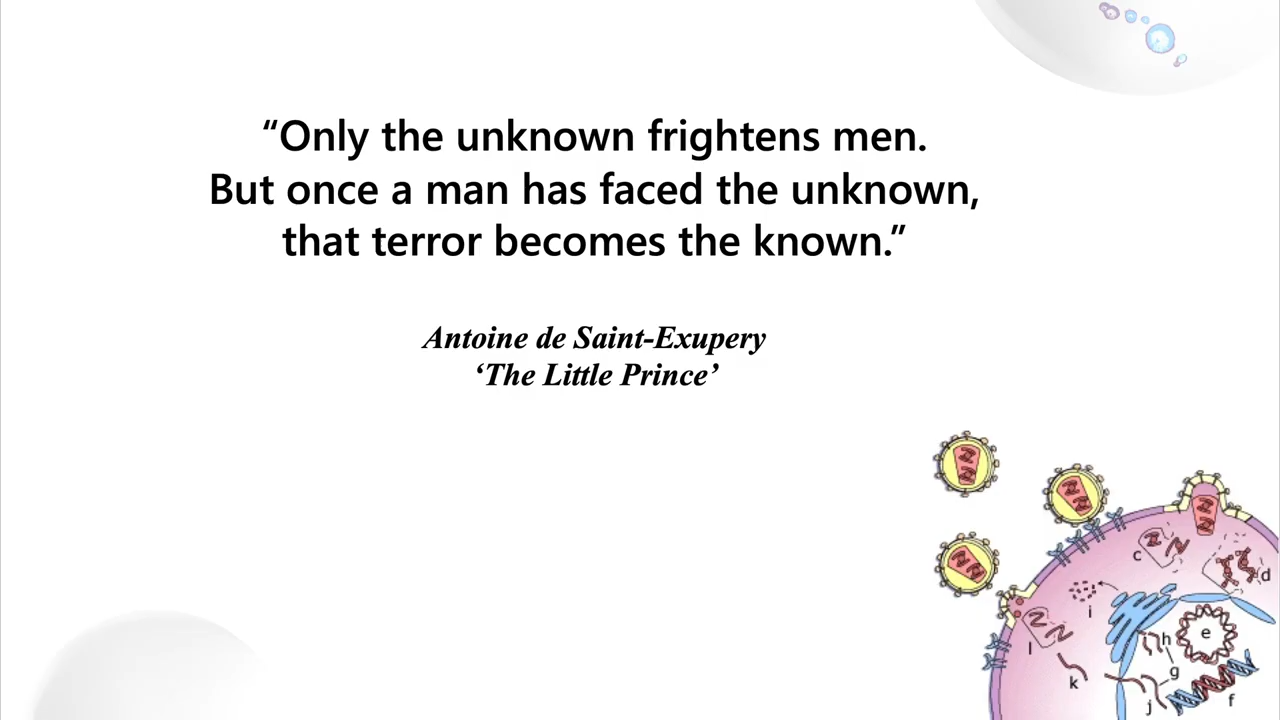 “Only the unknown frightens men.
But once a man has faced the unknown,
that terror becomes the known.”
Antoine de Saint-Exupery
‘The Little Prince’
c
d
i
h
e
l
g
k
f
j